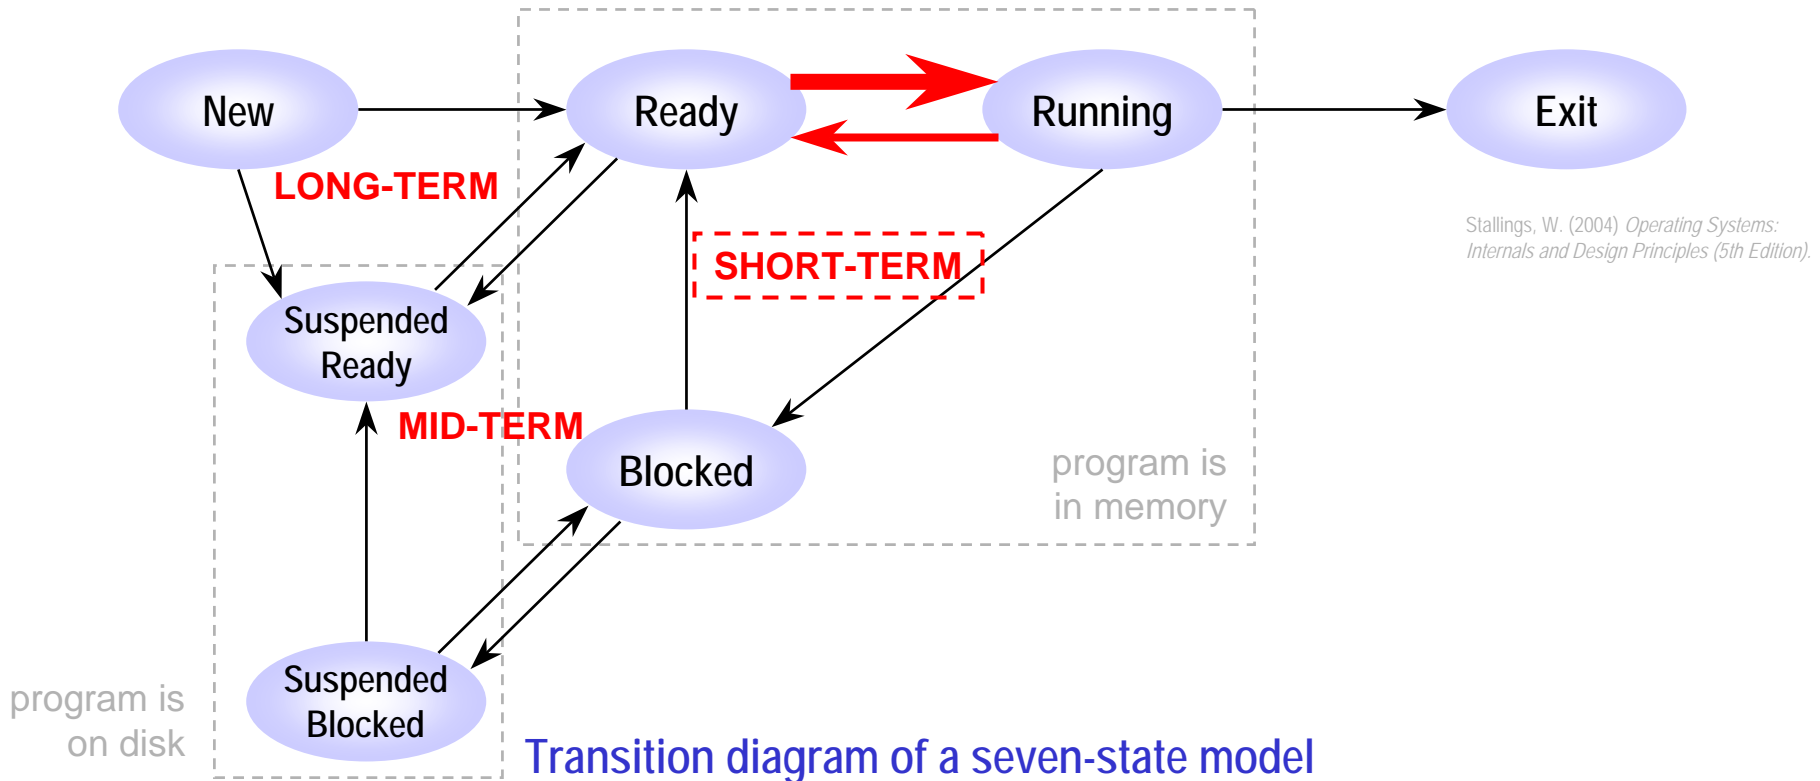 New
Ready
Running
Exit
LONG-TERM
Stallings, W. (2004) Operating Systems:
Internals and Design Principles (5th Edition).
SHORT-TERM
Suspended
Ready
MID-TERM
Blocked
program is
in memory
Suspended
Blocked
program is
on disk
Transition diagram of a seven-state model